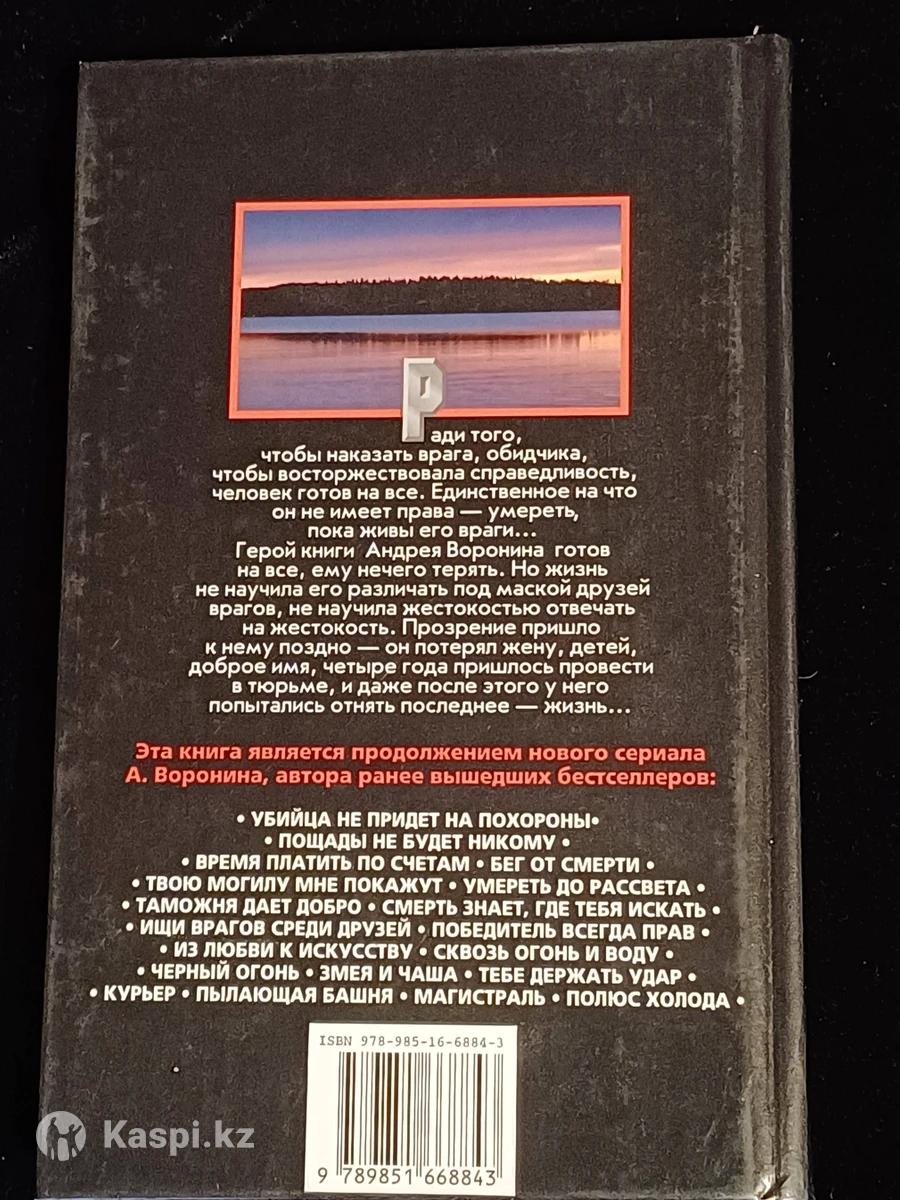 Ради того,
чтобы наказать врага, обидчика,
чтобы восторжествовала справедливость,
человек готов на все. Единственное на что
он не имеет права — умереть,
пока живы его враги...
Герой книги Андрея Воронина готов
на все, ему нечего терять. Но жизнь
не научила его различать под маской друзей
врагов, не научила жестокостью отвечать
на жестокость. Прозрение пришло
к нему поздно — он потерял жену, детей,
доброе имя, четыре года пришлось провести
в тюрьме, и даже после этого у него
попытались отнять последнее — жизнь...
Эта книга является продолжением нового сериала
А. Воронина, автора ранее вышедших бестселлеров:
• УБИЙЦА НЕ ПРИДЕТ НА ПОХОРОНЫ•
• ПОЩАДЫ НЕ БУДЕТ НИКОМУ •
• ВРЕМЯ ПЛАТИТЬ ПО СЧЕТАМ • БЕГ ОТ СМЕРТИ •
• ТВОЮ МОГИЛУ МНЕ ПОКАЖУТ • УМЕРЕТЬ ДО РАССВЕТА •
• ТАМОЖНЯ ДАЕТ ДОБРО • СМЕРТЬ ЗНАЕТ, ГДЕ ТЕБЯ ИСКАТЬ •
• ИЩИ ВРАГОВ СРЕДИ ДРУЗЕЙ • ПОБЕДИТЕЛЬ ВСЕГДА ПРАВ •
• ИЗ ЛЮБВИ К ИСКУССТВУ • СКВОЗЬ ОГОНЬ И ВОДУ •
• ЧЕРНЫЙ ОГОНЬ • ЗМЕЯ И ЧАША • ТЕБЕ ДЕРЖАТЬ УДАР •
• КУРЬЕР • ПЫЛАЮЩАЯ БАШНЯ • МАГИСТРАЛЬ • ПОЛЮС ХОЛОДА •
ISBN 978-985-16-6884-3
9 789851 668843
Kaspi.kz